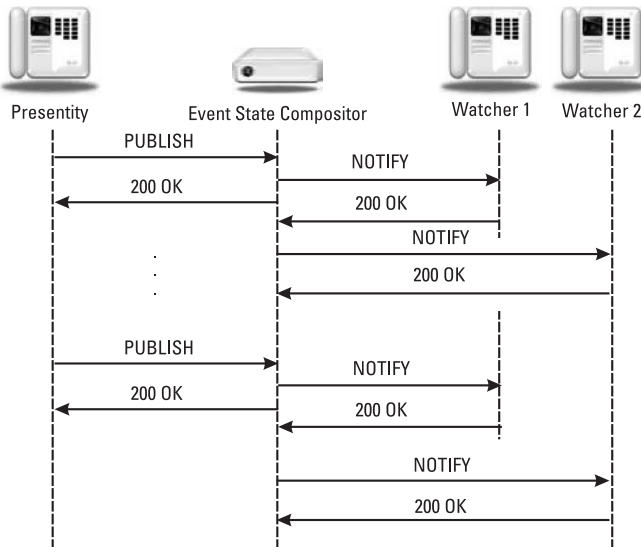 Presentity
Event State Compositor
Watcher 1
Watcher 2
PUBLISH
NOTIFY
200 OK
200 OK
NOTIFY
200 OK
PUBLISH
NOTIFY
200 OK
200 OK
NOTIFY
200 OK